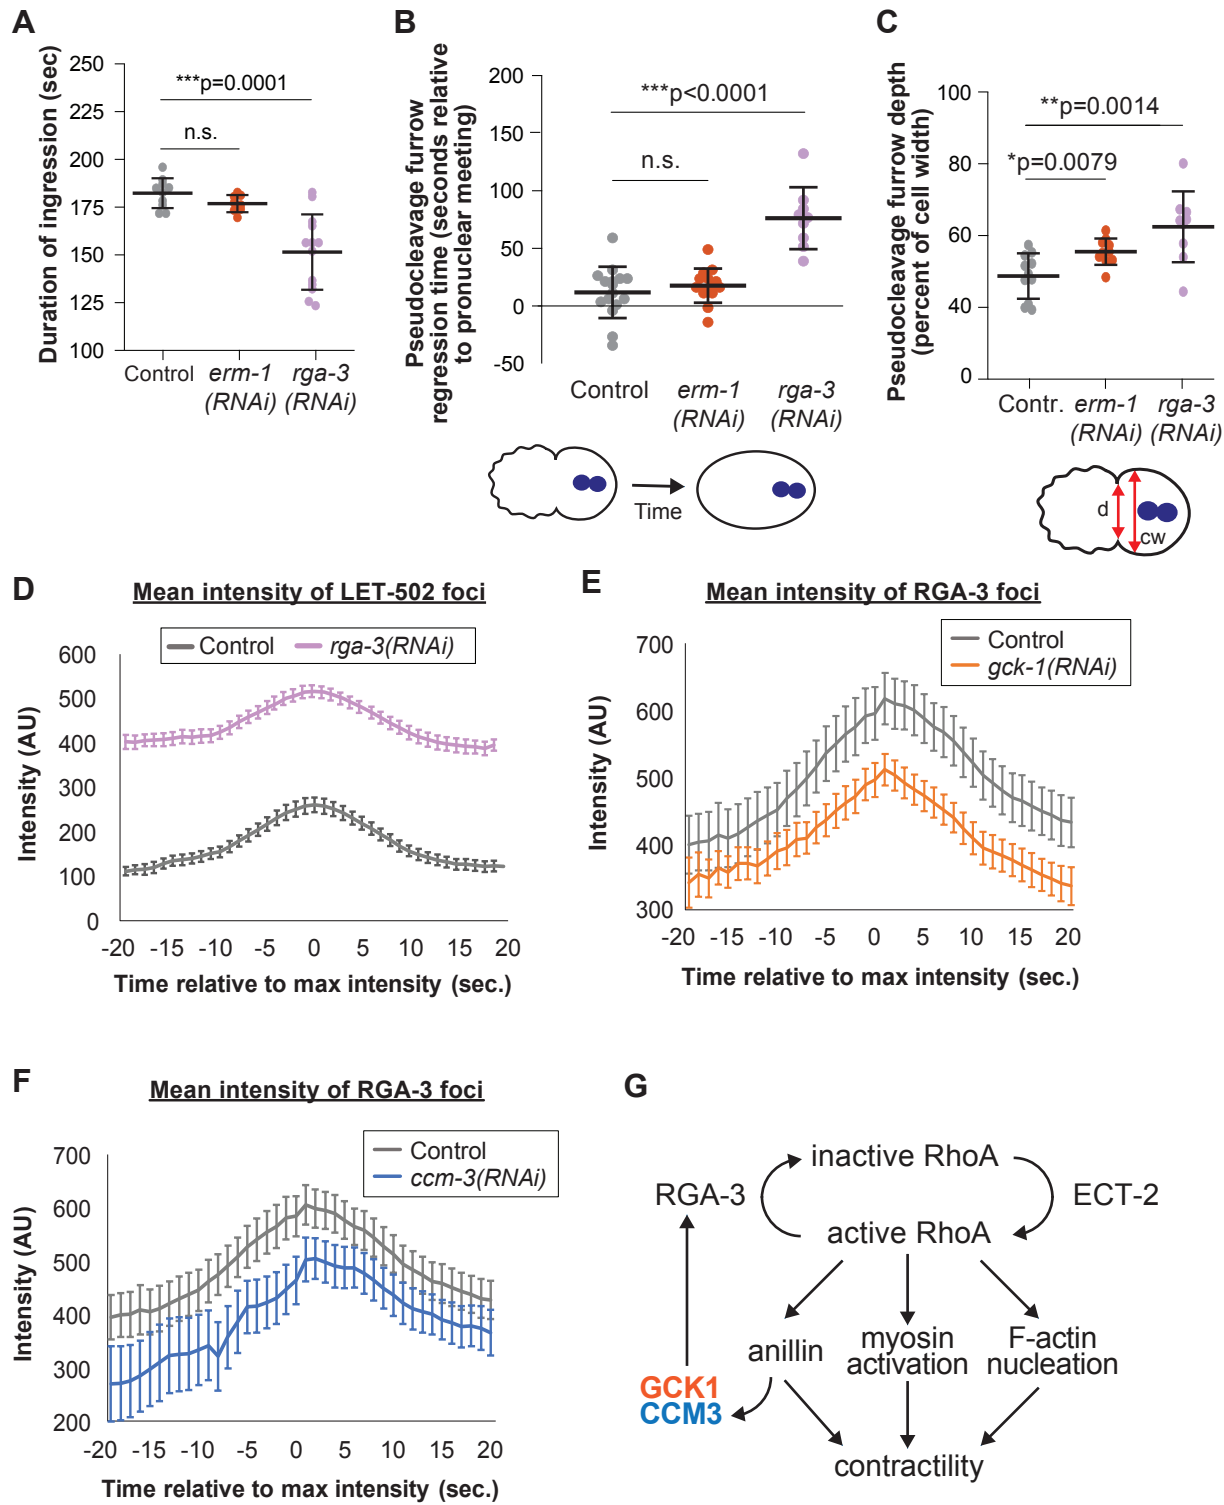 A
Duration of ingression (sec)
250
225
200
175
150
125
100
***p=0.0001
n.s.
Control
erm-1
(RNAi)
rga-3
(RNAi)
B
Pseudocleavage furrow
regression time (seconds relative
to pronuclear meeting)
200
150
100
50
0
-50
***p<0.0001
n.s.
Control
erm-1
(RNAi)
rga-3
(RNAi)
Time
C
Pseudocleavage furrow depth
(percent of cell width)
100
80
60
40
0
**p=0.0014
*p=0.0079
Contr.
erm-1
(RNAi)
rga-3
(RNAi)
d
cw
D
Mean intensity of LET-502 foci
Control
rga-3(RNAi)
Intensity (AU)
600
500
400
300
200
100
0
-20 -15 -10 -5 0 5 10 15 20
Time relative to max intensity (sec.)
E
Mean intensity of RGA-3 foci
Control
gck-1(RNAi)
Intensity (AU)
700
600
500
400
300
-20 -15 -10 -5 0 5 10 15 20
Time relative to max intensity (sec.)
F
Mean intensity of RGA-3 foci
Control
ccm-3(RNAi)
Intensity (AU)
700
600
500
400
300
200
-20 -15 -10 -5 0 5 10 15 20
Time relative to max intensity (sec.)
G
inactive RhoA
RGA-3
ECT-2
active RhoA
anillin
myosin
activation
F-actin
nucleation
GCK1
CCM3
contractility